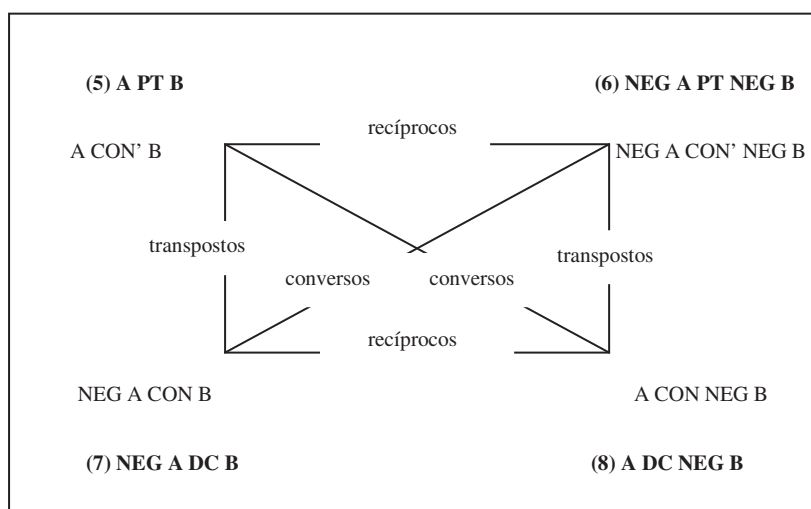 (5) A PT B
(6) NEG A PT NEG B
recíprocos
A CON’ B
NEG A CON’ NEG B
transpostos
transpostos
conversos
conversos
recíprocos
NEG A CON B
A CON NEG B
(7) NEG A DC B
(8) A DC NEG B